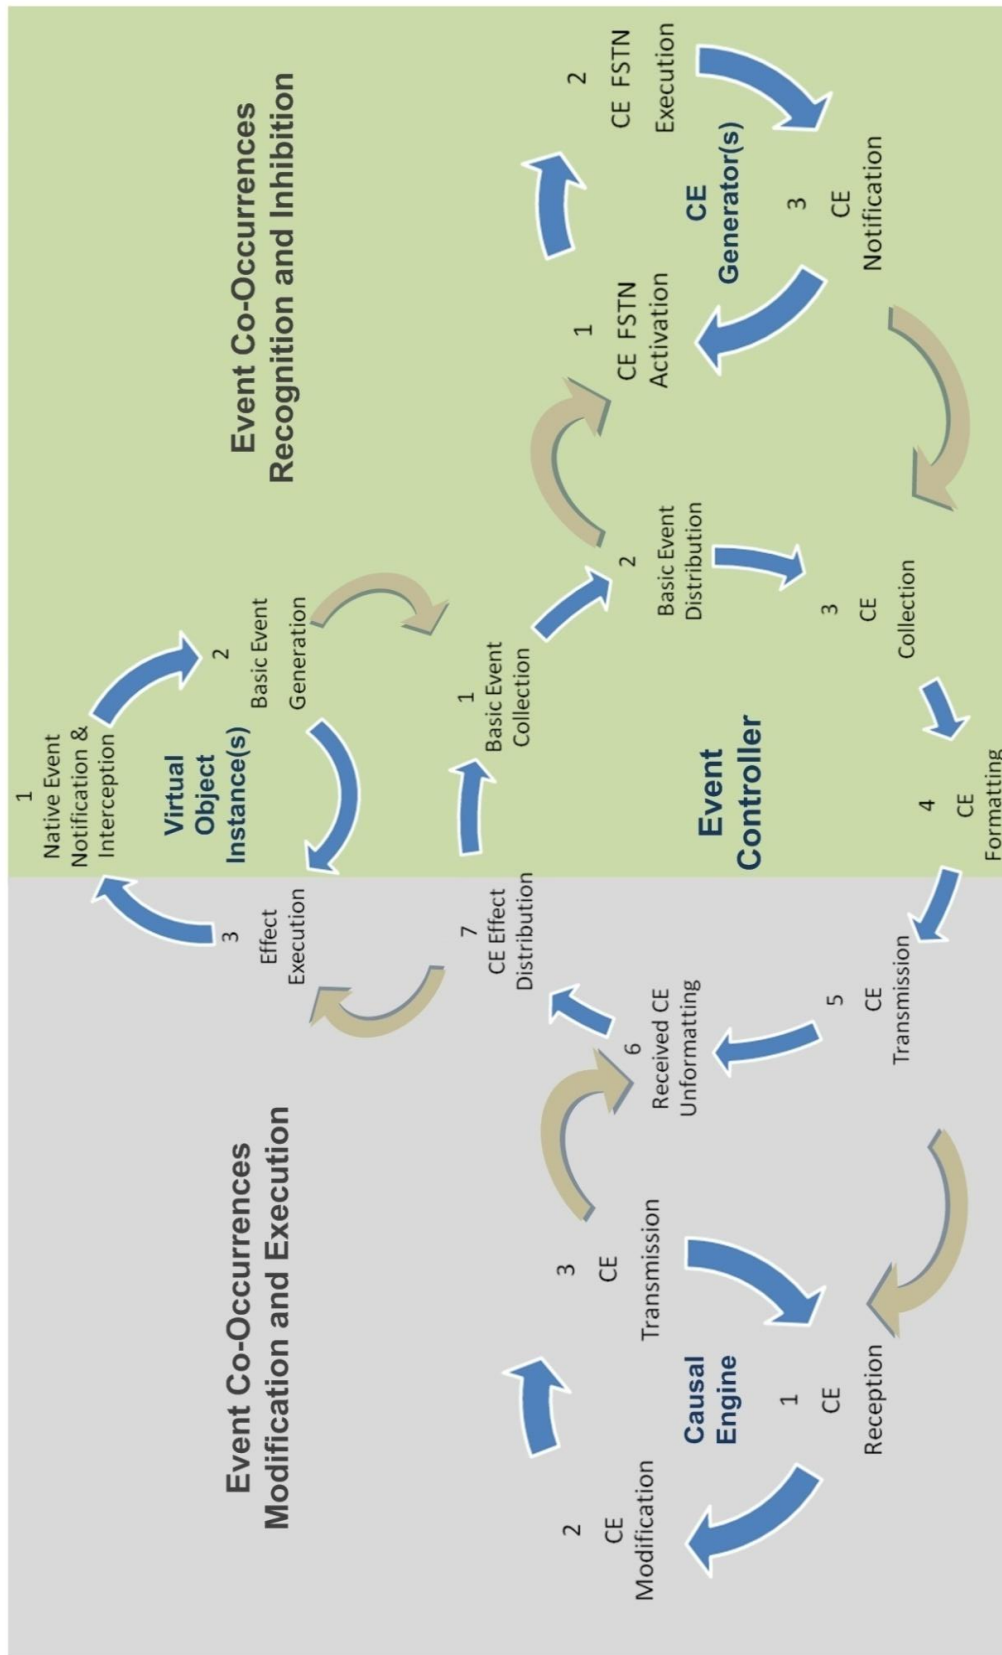 Event Co-Occurrences
Modification and Execution
Event Co-Occurrences
Recognition and Inhibition
1
Native Event
Notification &
Interception
2
Basic Event
Generation
3
Effect
Execution
Virtual
Object
Instance(s)
1
Basic Event
Collection
2
Basic Event
Distribution
3
CE
Collection
4
CE
Formatting
5
CE
Transmission
6
Received CE
Unformatting
7
CE Effect
Distribution
Event
Controller
1
CE FSTN
Activation
2
CE FSTN
Execution
3
CE
Notification
CE
Generator(s)
1
CE
Reception
2
CE
Modification
3
CE
Transmission
Causal
Engine